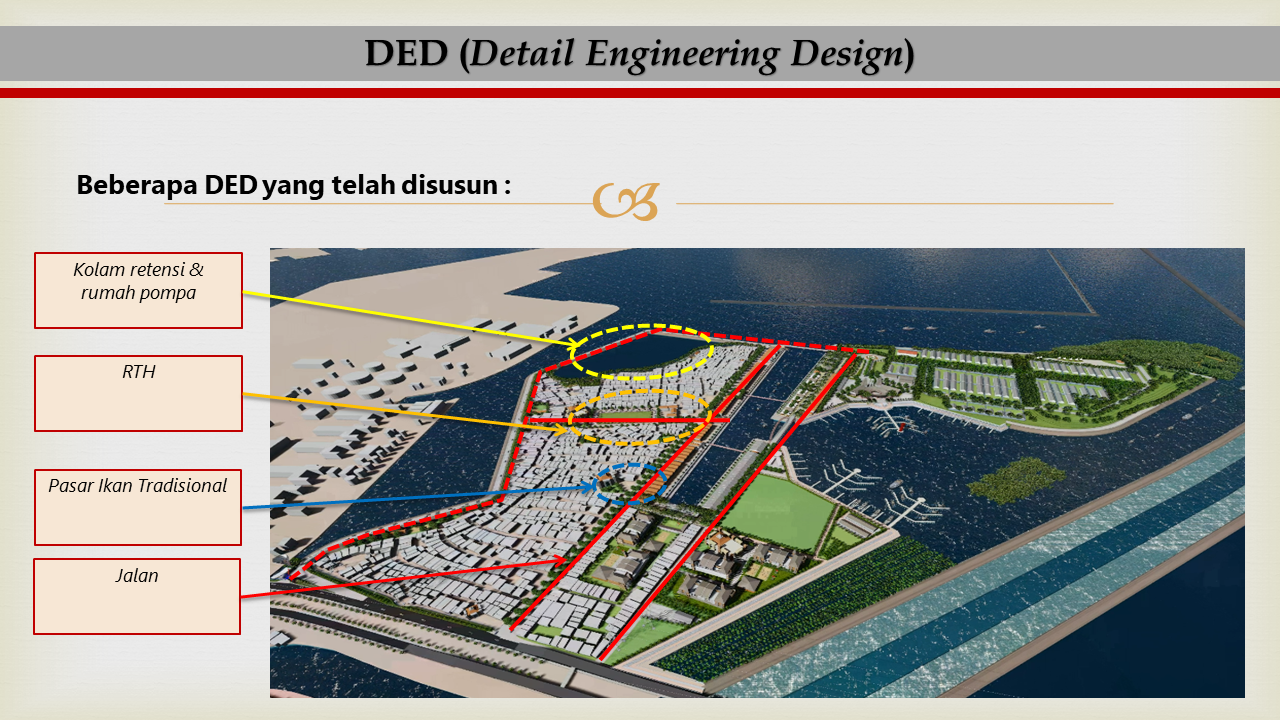 DED (Detail Engineering Design)
Beberapa DED yang telah disusun :
Kolam retensi &
rumah pompa
RTH
Pasar Ikan Tradisional
Jalan